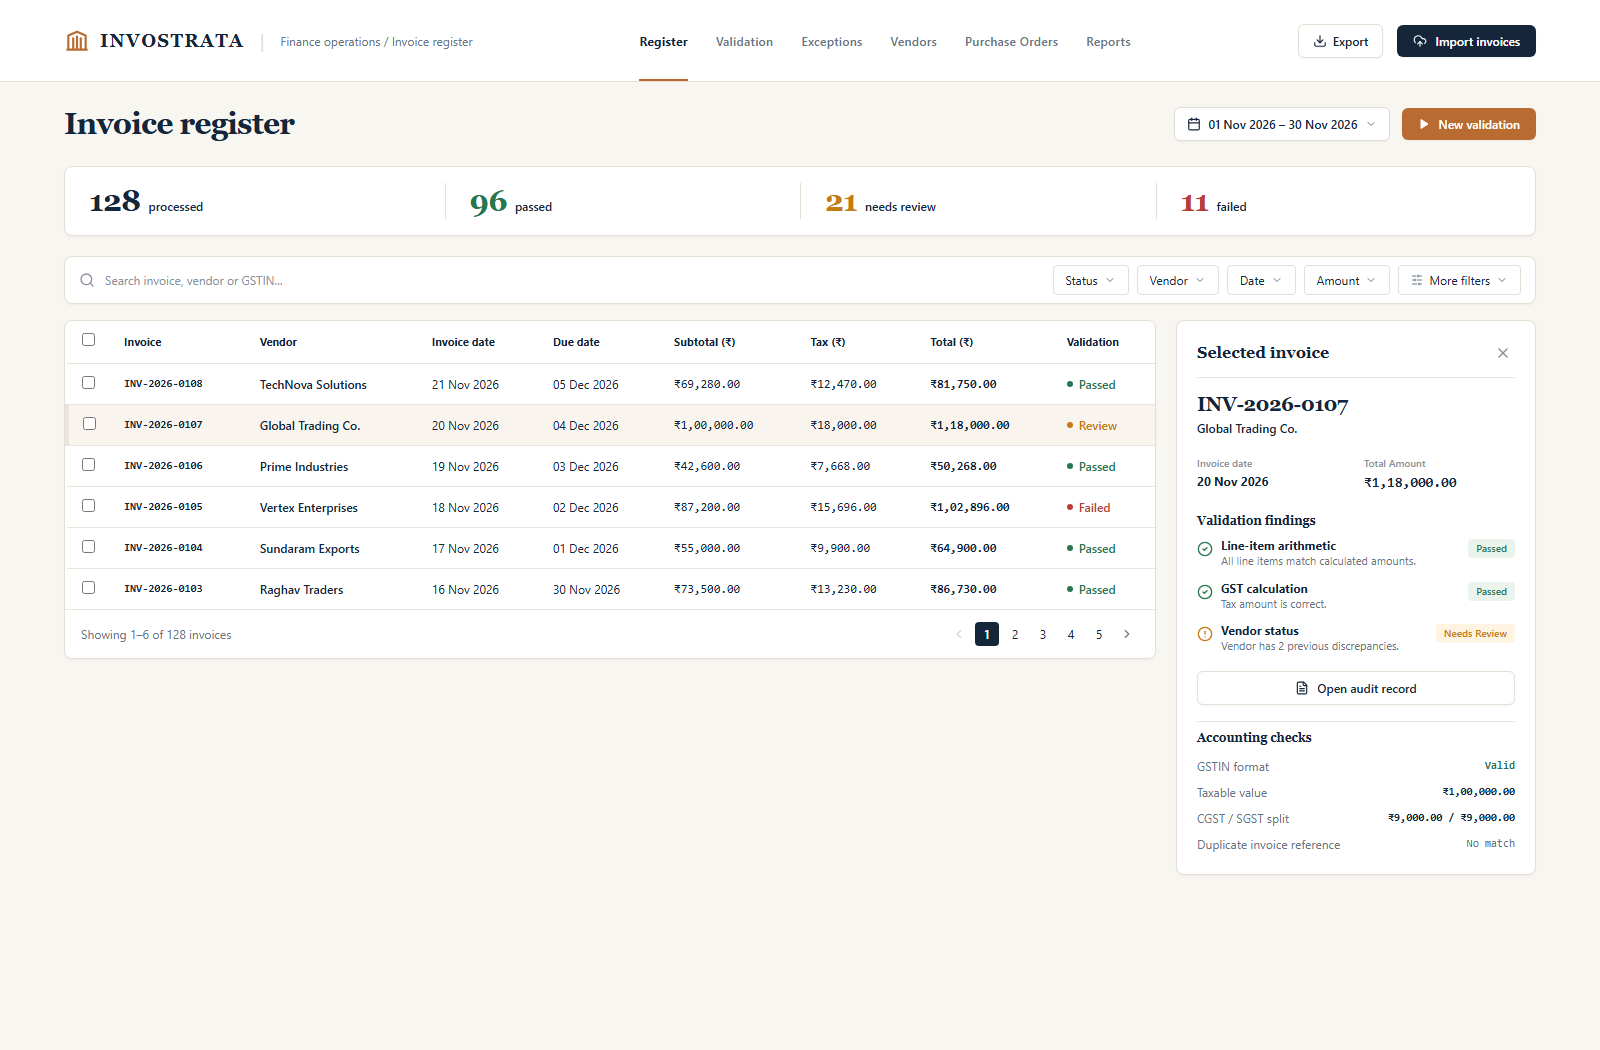 INVOSTRATA
Finance operations / Invoice register
Register Validation Exceptions Vendors Purchase Orders Reports
Export
Import invoices
Invoice register
01 Nov 2026 – 30 Nov 2026
New validation
128 processed
96 passed
21 needs review
11 failed
Search invoice, vendor or GSTIN...
Status Vendor Date Amount More filters
Invoice Vendor Invoice date Due date Subtotal (₹) Tax (₹) Total (₹) Validation
INV-2026-0108 TechNova Solutions 21 Nov 2026 05 Dec 2026 ₹69,280.00 ₹12,470.00 ₹81,750.00 Passed
INV-2026-0107 Global Trading Co. 20 Nov 2026 04 Dec 2026 ₹1,00,000.00 ₹18,000.00 ₹1,18,000.00 Review
INV-2026-0106 Prime Industries 19 Nov 2026 03 Dec 2026 ₹42,600.00 ₹7,668.00 ₹50,268.00 Passed
INV-2026-0105 Vertex Enterprises 18 Nov 2026 02 Dec 2026 ₹87,200.00 ₹15,696.00 ₹1,02,896.00 Failed
INV-2026-0104 Sundaram Exports 17 Nov 2026 01 Dec 2026 ₹55,000.00 ₹9,900.00 ₹64,900.00 Passed
INV-2026-0103 Raghav Traders 16 Nov 2026 30 Nov 2026 ₹73,500.00 ₹13,230.00 ₹86,730.00 Passed
Showing 1–6 of 128 invoices
1 2 3 4 5
Selected invoice
INV-2026-0107
Global Trading Co.
Invoice date Total Amount
20 Nov 2026 ₹1,18,000.00
Validation findings
Line-item arithmetic Passed
All line items match calculated amounts.
GST calculation Passed
Tax amount is correct.
Vendor status Needs Review
Vendor has 2 previous discrepancies.
Open audit record
Accounting checks
GSTIN format Valid
Taxable value ₹1,00,000.00
CGST / SGST split ₹9,000.00 / ₹9,000.00
Duplicate invoice reference No match